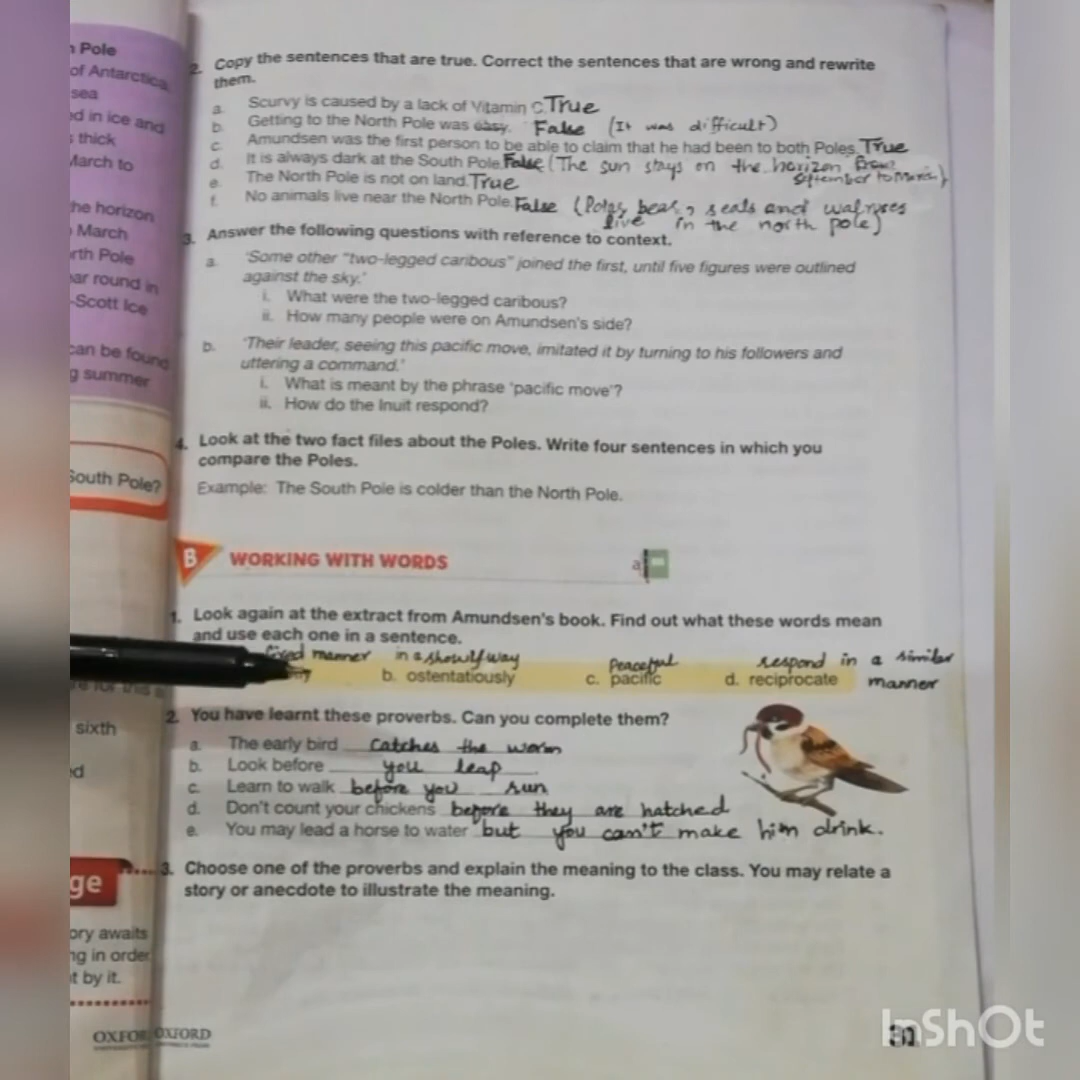 Pole
of Antarctica
sea
ed in ice and
thick
March to
the horizon
March
rth Pole
ear round in
-Scott Ice
can be found
g summer
South Pole?
sixth
ge
ory awaits
ng in order
t by it.
OXFO
2. Copy the sentences that are true. Correct the sentences that are wrong and rewrite
them.
a. Scurvy is caused by a lack of Vitamin C. True
b. Getting to the North Pole was easy. False (It was difficult)
c. Amundsen was the first person to be able to claim that he had been to both Poles. True
d. It is always dark at the South Pole. False (The sun stays on the horizon from
September to March)
e. The North Pole is not on land. True
f. No animals live near the North Pole. False (Polar bear, seals and walruses
live in the north pole)
3. Answer the following questions with reference to context.
a. 'Some other "two-legged caribous" joined the first, until five figures were outlined
against the sky.'
i. What were the two-legged caribous?
ii. How many people were on Amundsen's side?
b. 'Their leader, seeing this pacific move, imitated it by turning to his followers and
uttering a command.'
i. What is meant by the phrase 'pacific move'?
ii. How do the Inuit respond?
4. Look at the two fact files about the Poles. Write four sentences in which you
compare the Poles.
Example: The South Pole is colder than the North Pole.
B WORKING WITH WORDS
1. Look again at the extract from Amundsen's book. Find out what these words mean
and use each one in a sentence.
manner in a showify way Peaceful respond in a similar
b. ostentatiously c. pacific d. reciprocate manner
2. You have learnt these proverbs. Can you complete them?
a. The early bird catches the worm
b. Look before you leap
c. Learn to walk before you run
d. Don't count your chickens before they are hatched
e. You may lead a horse to water but you can't make him drink.
3. Choose one of the proverbs and explain the meaning to the class. You may relate a
story or anecdote to illustrate the meaning.
OXFORD
InShOt